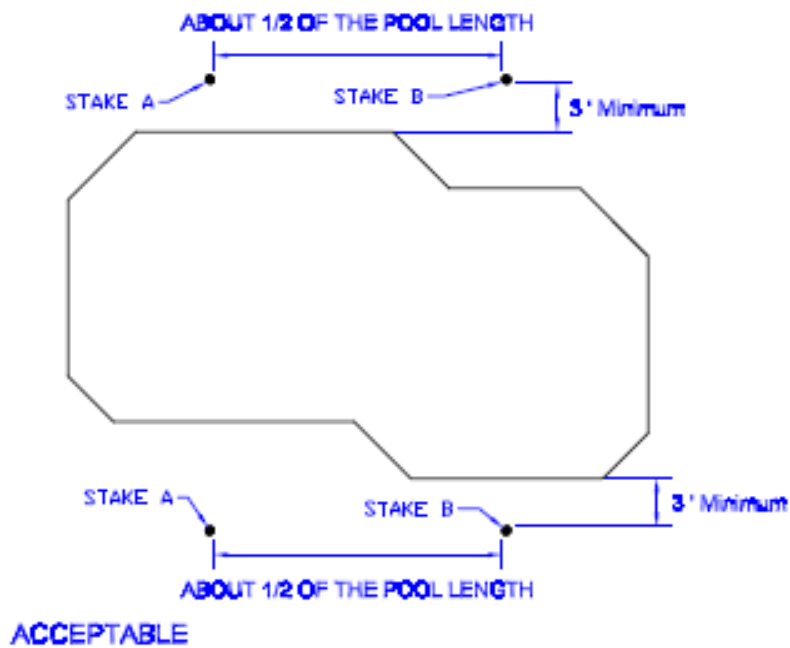 ABOUT 1/2 OF THE POOL LENGTH
STAKE A
STAKE B
3' Minimum
STAKE A
STAKE B
3' Minimum
ABOUT 1/2 OF THE POOL LENGTH
ACCEPTABLE